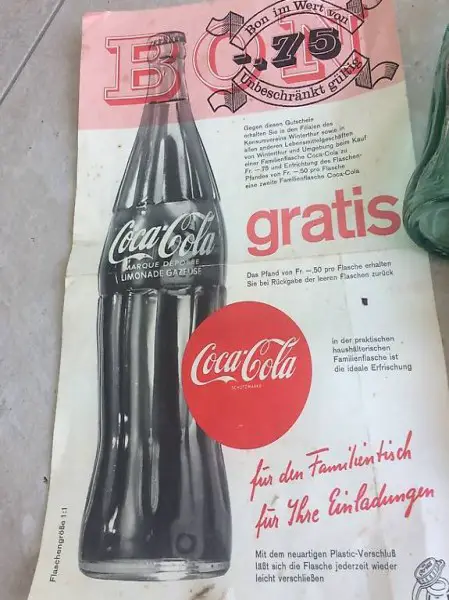 BON
Bon im Wert von
-.75
Unbeschränkt gültig
Gegen diesen Gutschein
erhalten Sie in den Filialen des
Konsumvereins Winterthur sowie in
allen anderen Lebensmittelgeschäften
von Winterthur und Umgebung beim Kauf
einer Familienflasche Coca-Cola zu
Fr. —.75 und Entrichtung des Flaschen-
Pfandes von Fr. —.50 pro Flasche
eine zweite Familienflasche Coca-Cola
gratis
Das Pfand von Fr. —.50 pro Flasche erhalten
Sie bei Rückgabe der leeren Flaschen zurück
Coca-Cola
MARQUE DÉPOSÉE
LIMONADE GAZEUSE
Coca-Cola
SCHUTZMARKE
in der praktischen
haushälterischen
Familienflasche ist
die ideale Erfrischung
für den Familientisch
für Ihre Einladungen
Mit dem neuartigen Plastic-Verschluß
läßt sich die Flasche jederzeit wieder
leicht verschließen
Flaschengröße 1:1